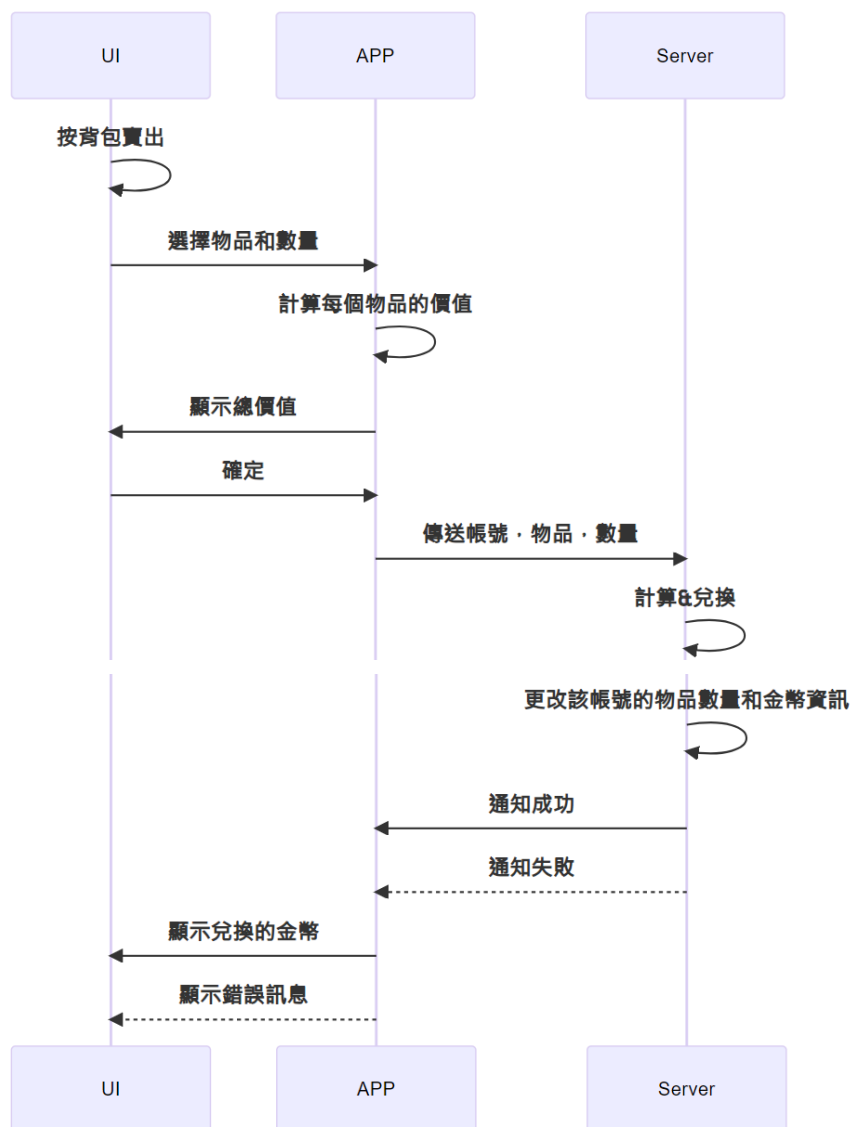 UI
APP
Server
按背包賣出
選擇物品和數量
計算每個物品的價值
顯示總價值
確定
傳送帳號，物品，數量
計算&兌換
更改該帳號的物品數量和金幣資訊
通知成功
通知失敗
顯示兌換的金幣
顯示錯誤訊息
UI
APP
Server